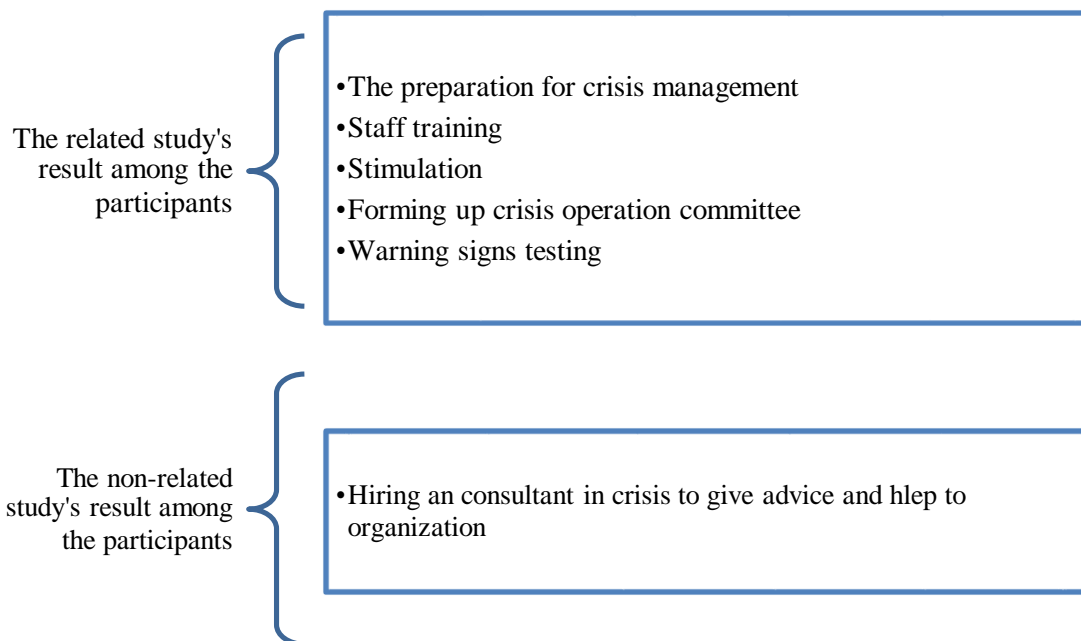 The related study's
result among the
participants
•The preparation for crisis management
•Staff training
•Stimulation
•Forming up crisis operation committee
•Warning signs testing
The non-related
study's result among
the participants
•Hiring an consultant in crisis to give advice and hlep to
organization